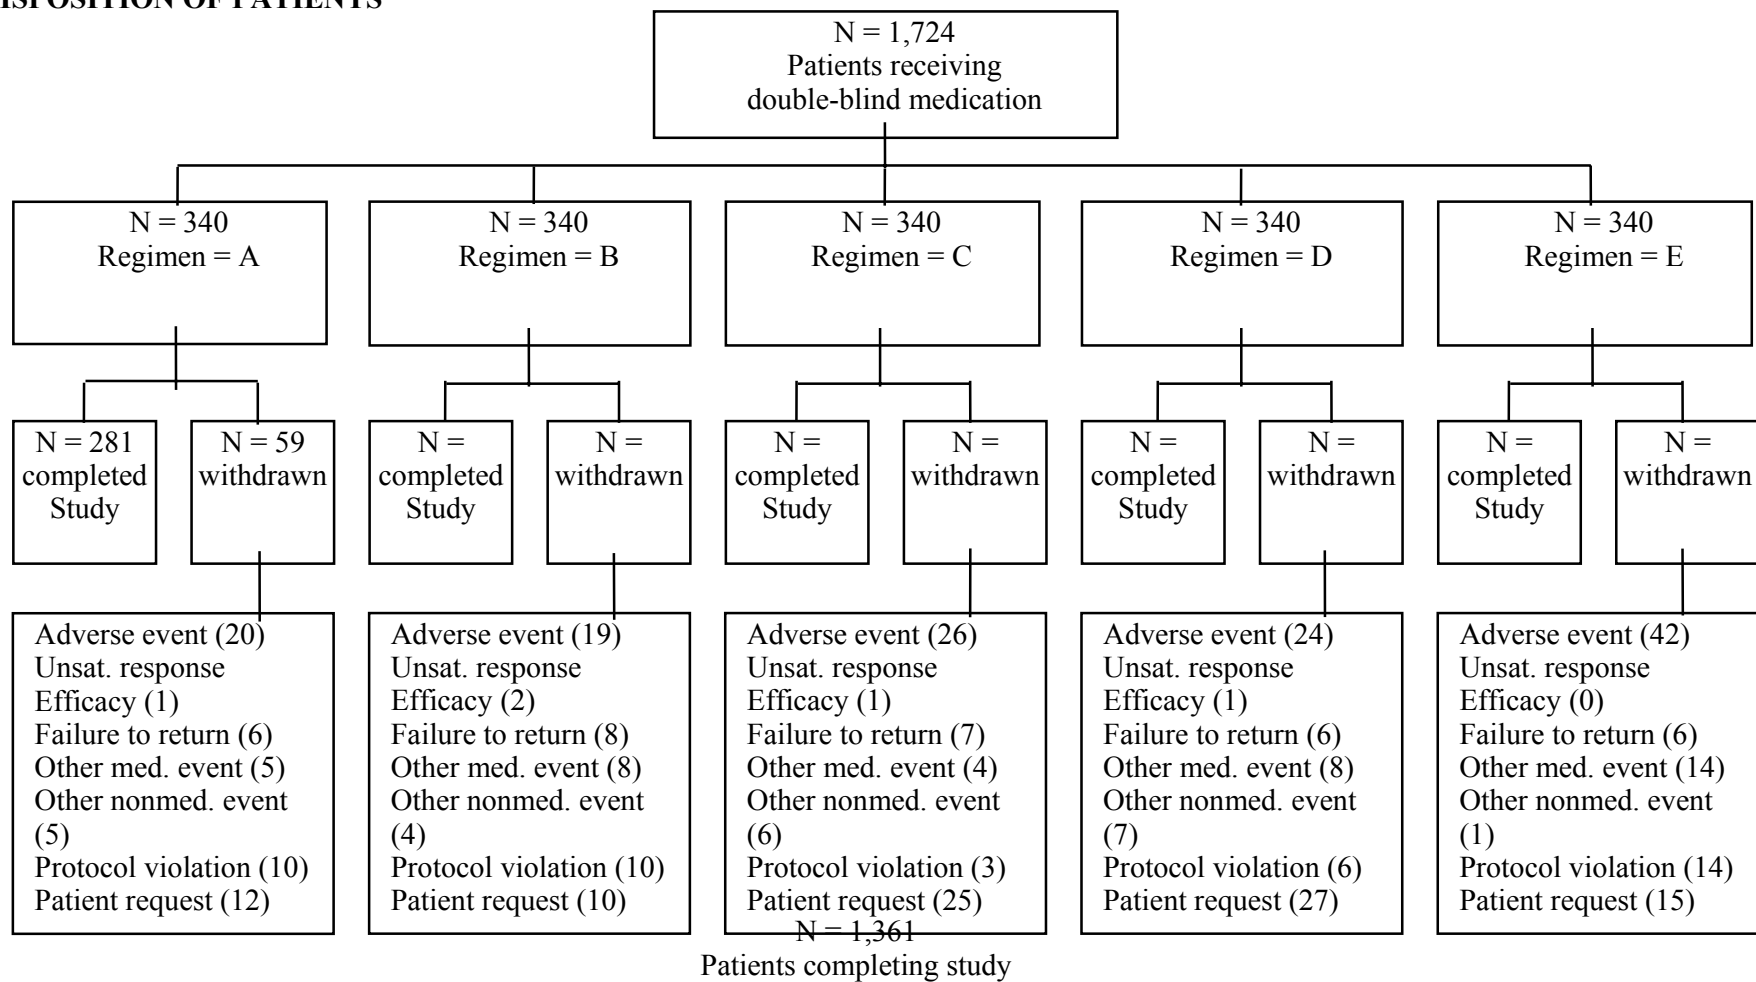 DISPOSITION OF PATIENTS
N = 1,724
Patients receiving
double-blind medication
N = 340
Regimen = A
N = 340
Regimen = B
N = 340
Regimen = C
N = 340
Regimen = D
N = 340
Regimen = E
N = 281
completed
Study
N = 59
withdrawn
N =
completed
Study
N =
withdrawn
N =
completed
Study
N =
withdrawn
N =
completed
Study
N =
withdrawn
N =
completed
Study
N =
withdrawn
Adverse event (20)
Unsat. response
Efficacy (1)
Failure to return (6)
Other med. event (5)
Other nonmed. event
(5)
Protocol violation (10)
Patient request (12)
Adverse event (19)
Unsat. response
Efficacy (2)
Failure to return (8)
Other med. event (8)
Other nonmed. event
(4)
Protocol violation (10)
Patient request (10)
Adverse event (26)
Unsat. response
Efficacy (1)
Failure to return (7)
Other med. event (4)
Other nonmed. event
(6)
Protocol violation (3)
Patient request (25)
Adverse event (24)
Unsat. response
Efficacy (1)
Failure to return (6)
Other med. event (8)
Other nonmed. event
(7)
Protocol violation (6)
Patient request (27)
Adverse event (42)
Unsat. response
Efficacy (0)
Failure to return (6)
Other med. event (14)
Other nonmed. event
(1)
Protocol violation (14)
Patient request (15)
N = 1,361
Patients completing study